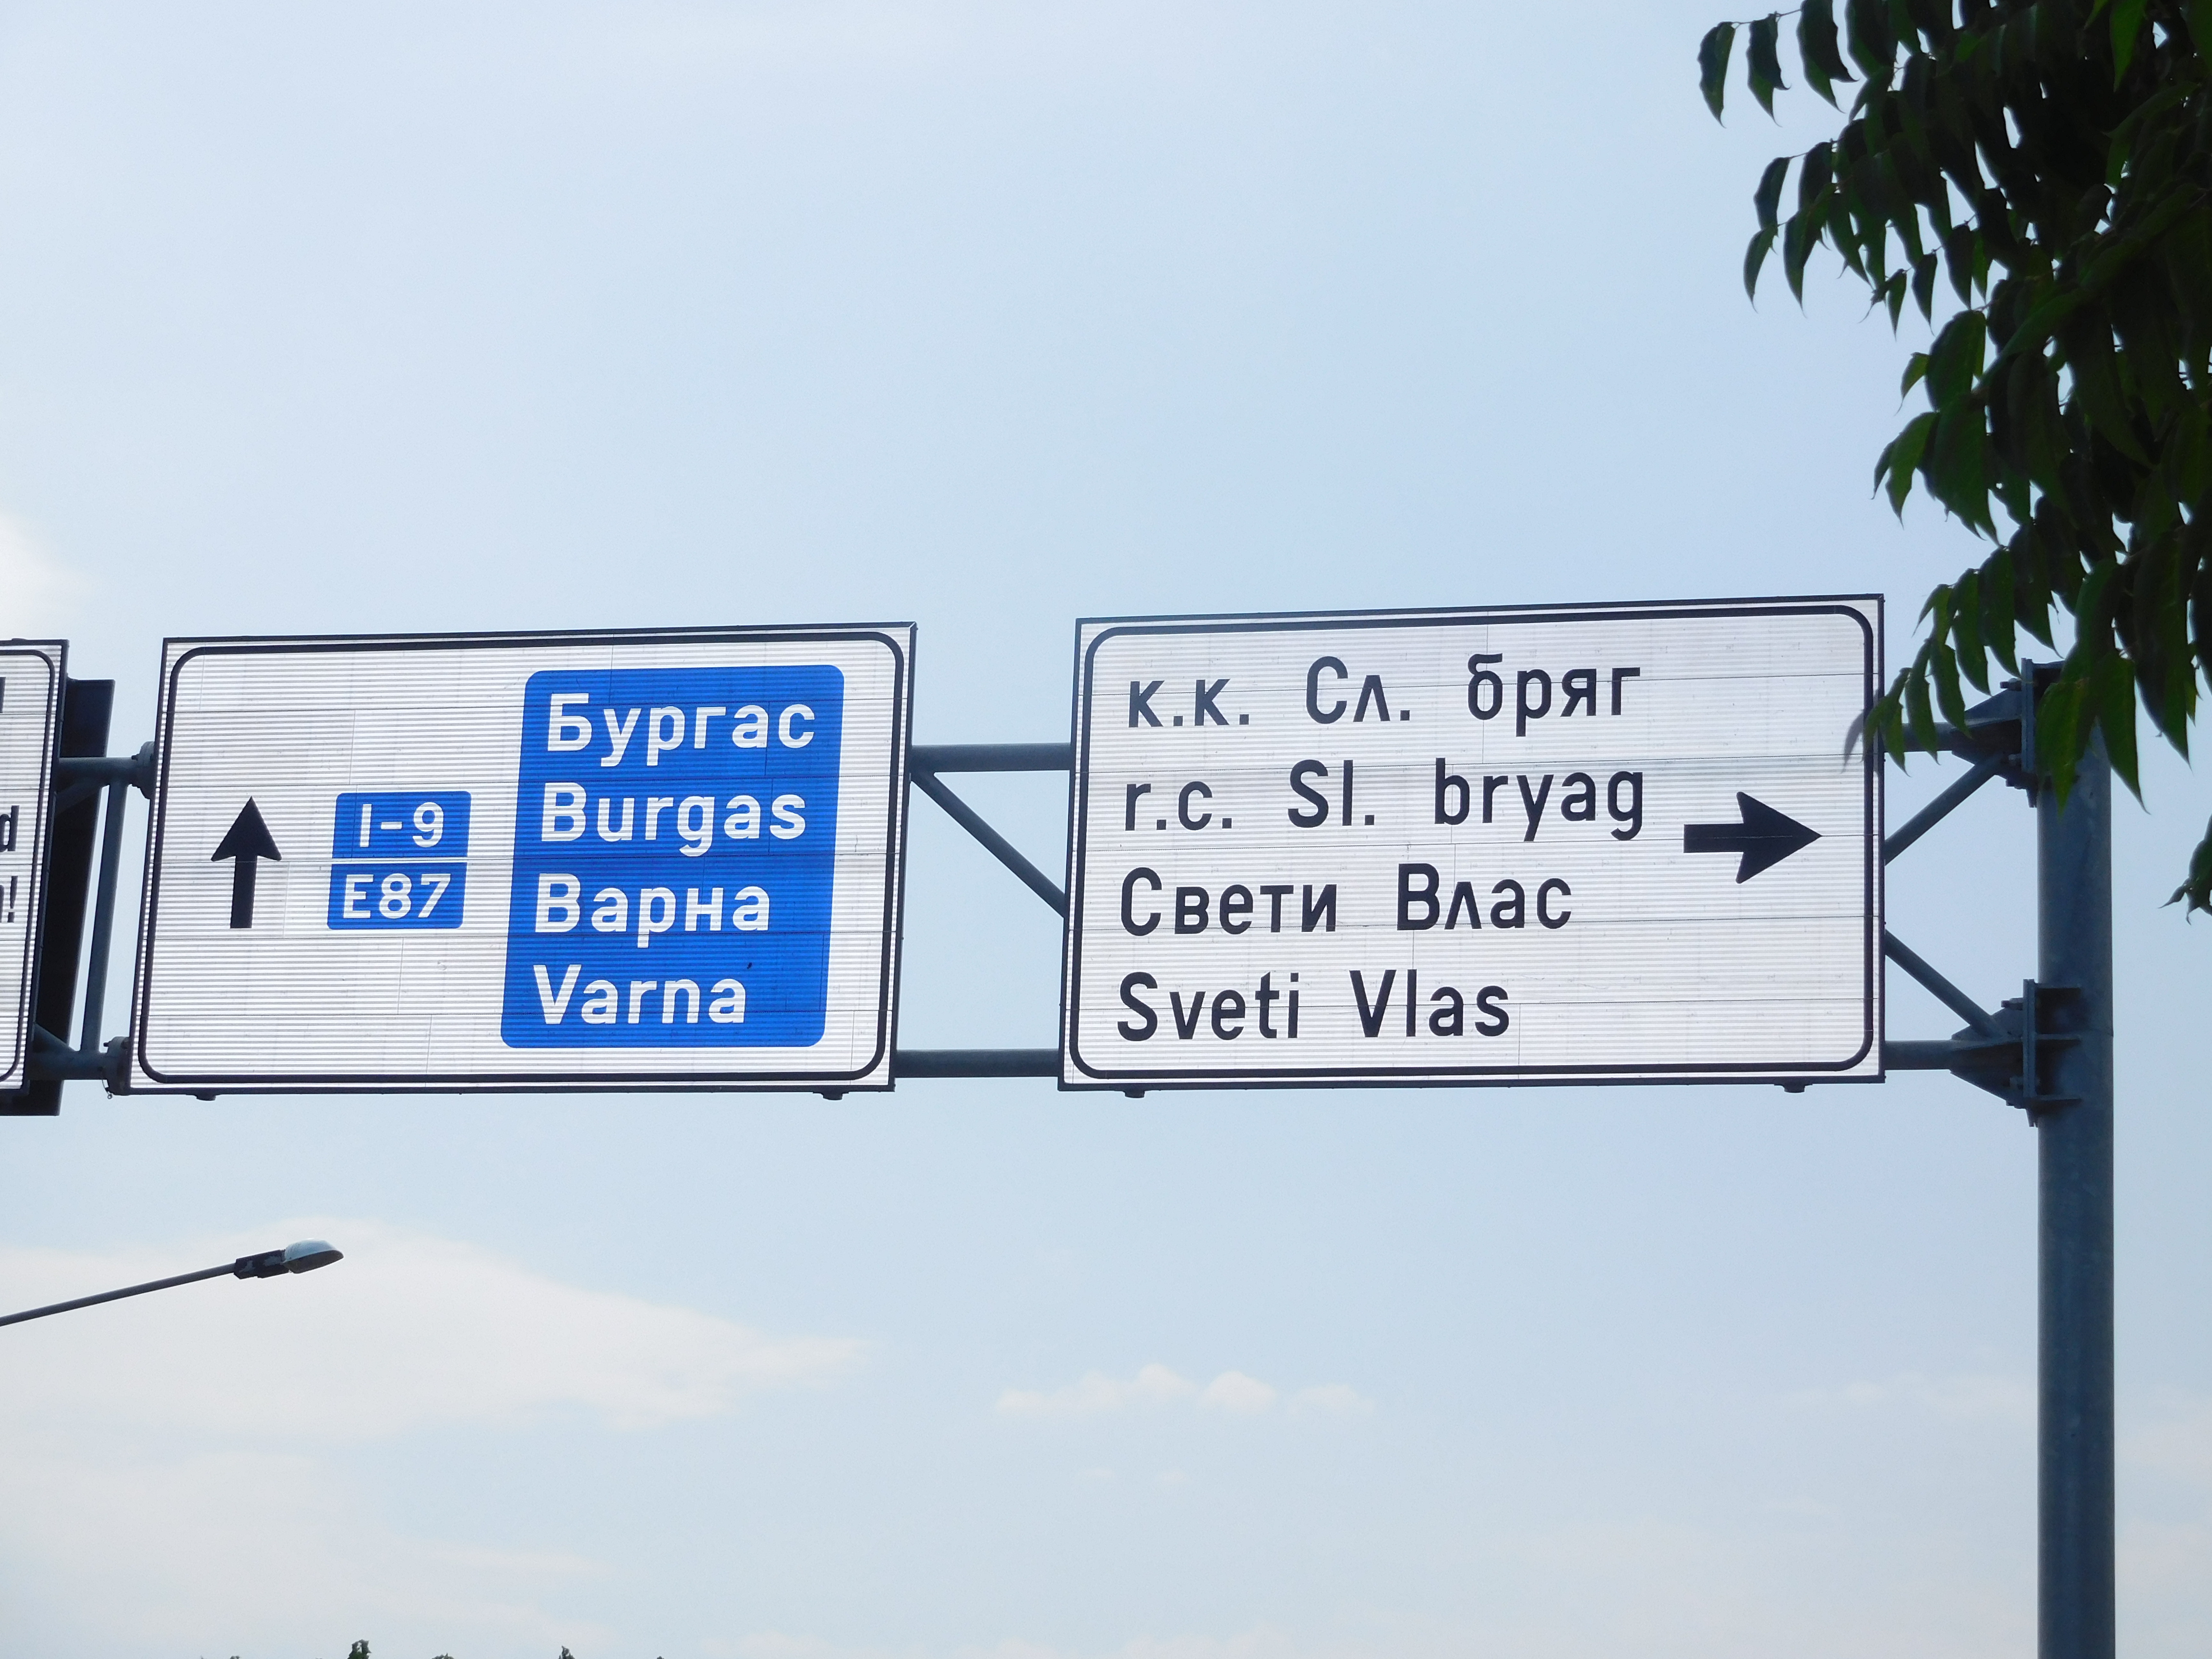 I-9
E87
Бургас
Burgas
Варна
Varna
к.к. Сл. бряг
r.c. Sl. bryag
Свети Влас
Sveti Vlas